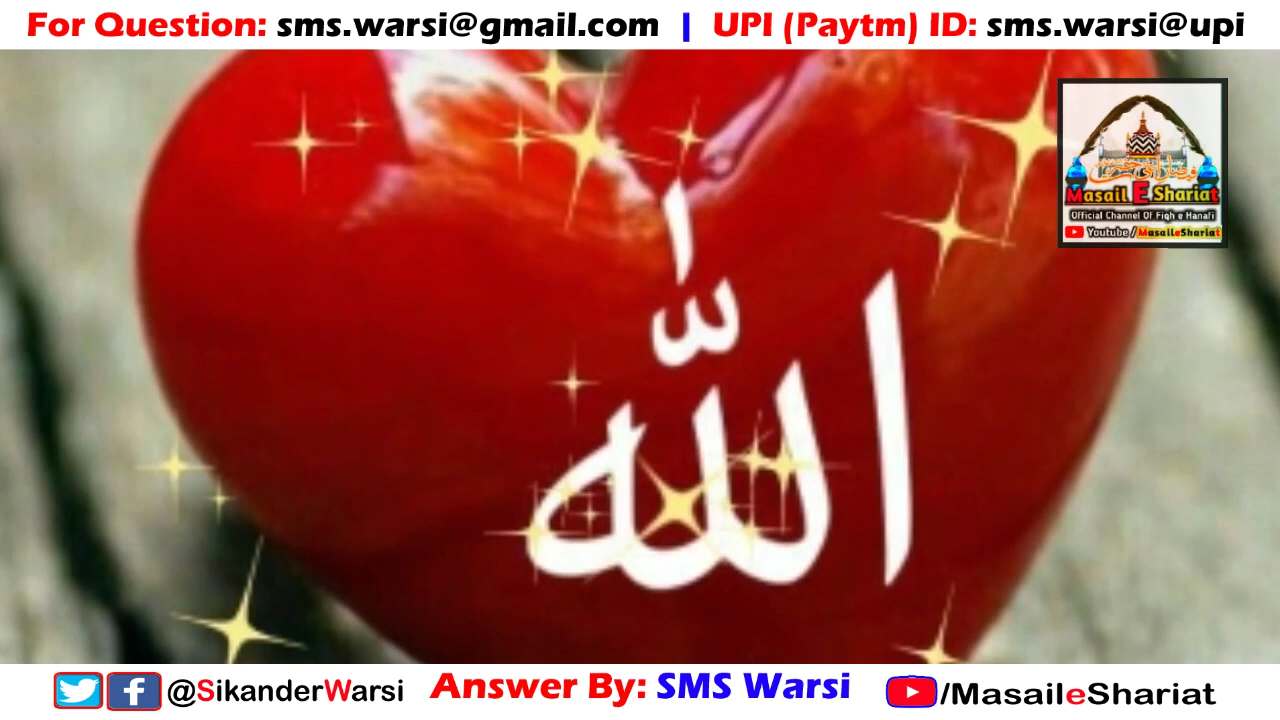 For Question: sms.warsi@gmail.com | UPI (Paytm) ID: sms.warsi@upi
Masail E Shariat
Official Channel Of Fiqh e Hanafi
Youtube /MasaileShariat
الله
@SikanderWarsi Answer By: SMS Warsi /MasaileShariat